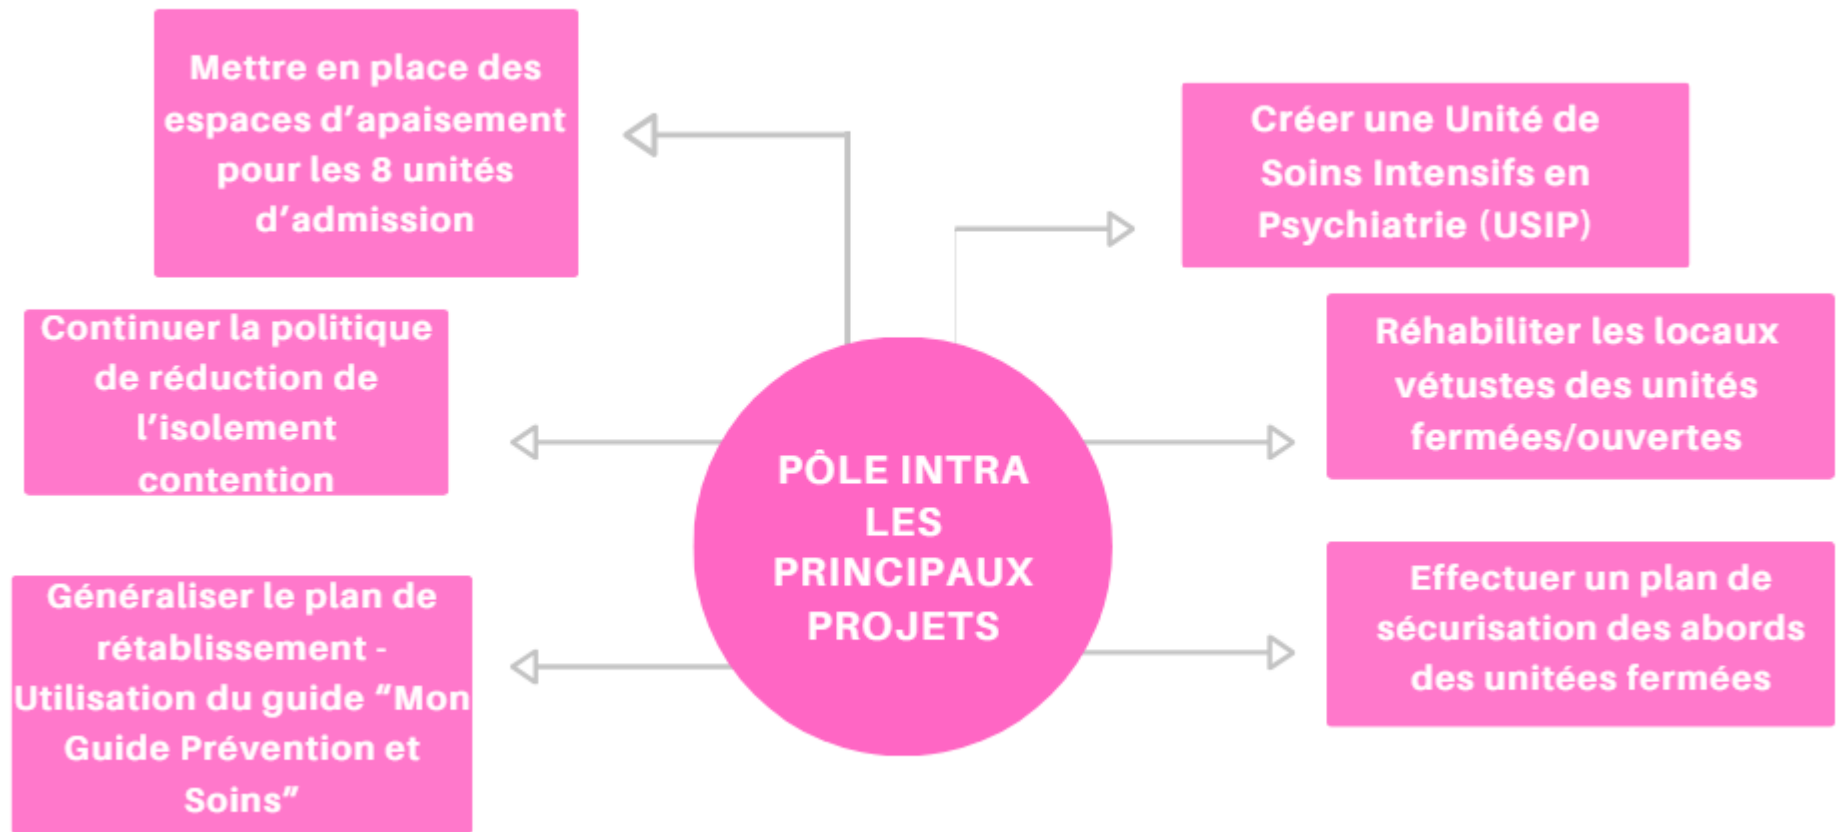 Mettre en place des
espaces d’apaisement
pour les 8 unités
d’admission
Créer une Unité de
Soins Intensifs en
Psychiatrie (USIP)
Continuer la politique
de réduction de
l’isolement
contention
Réhabiliter les locaux
vétustes des unités
fermées/ouvertes
PÔLE INTRA
LES
PRINCIPAUX
PROJETS
Généraliser le plan de
rétablissement -
Utilisation du guide “Mon
Guide Prévention et
Soins”
Effectuer un plan de
sécurisation des abords
des unitées fermées